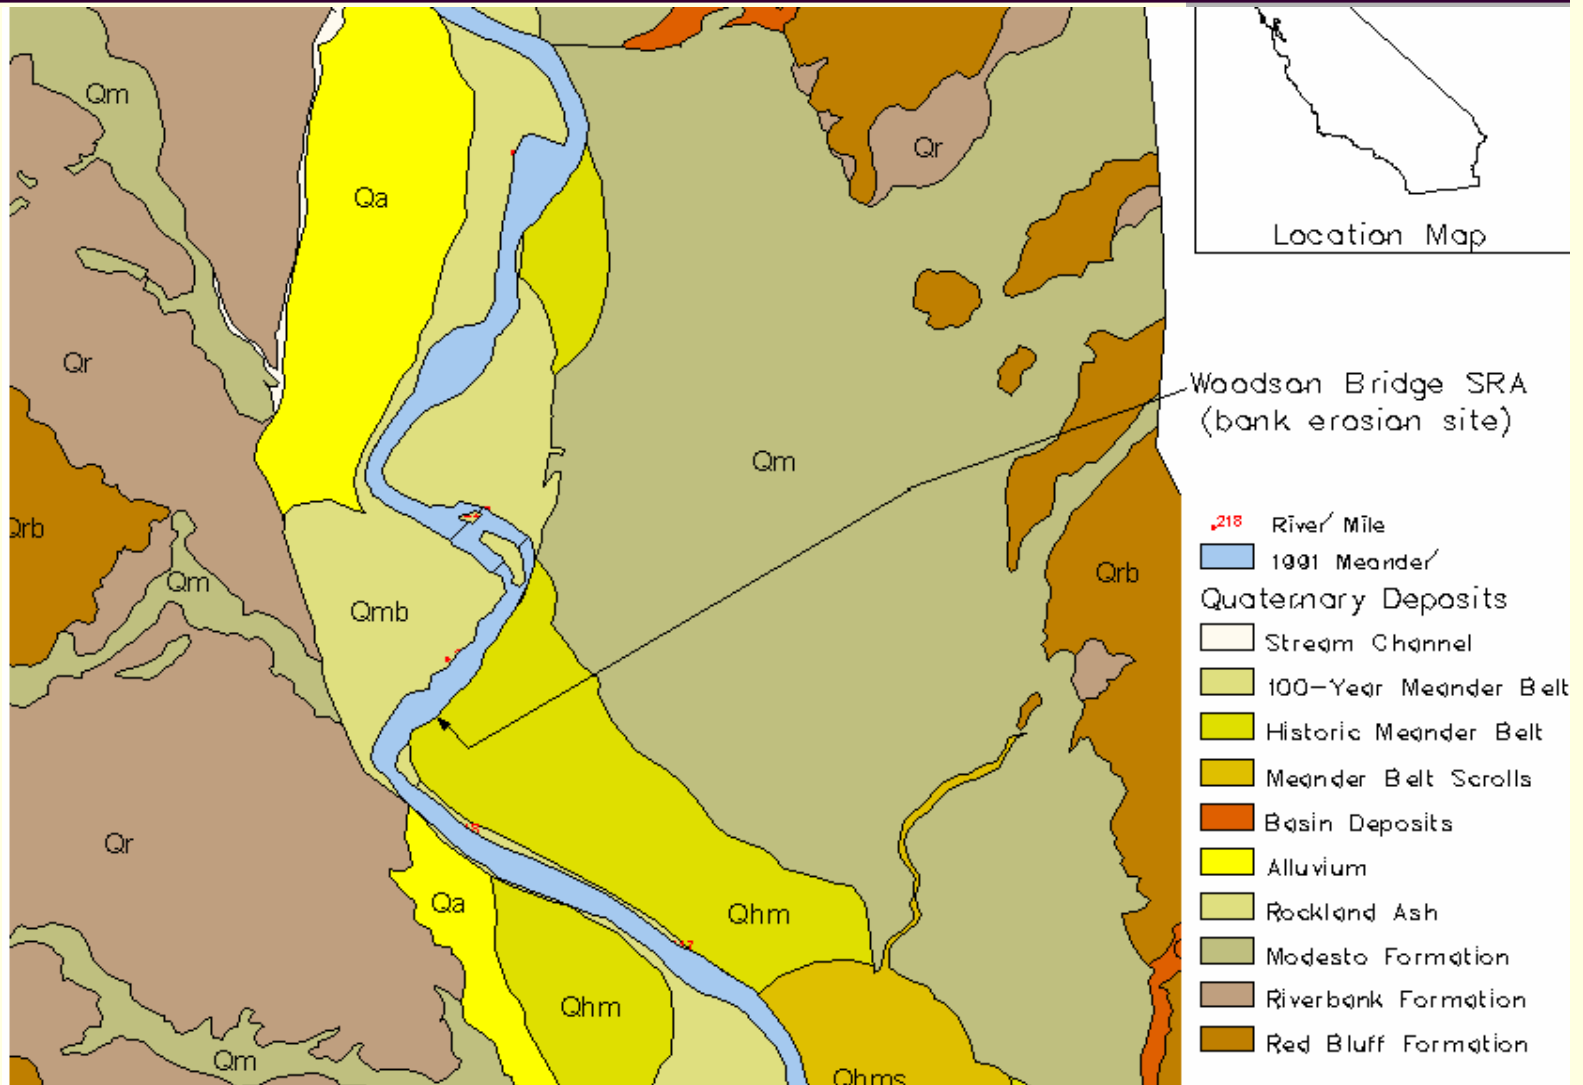 Qm
Qr
Qa
Location Map
Qr
Woodson Bridge SRA
(bank erosion site)
Qm
Qrb
Qm
Qmb
Qrb
218 River Mile
1991 Meander
Quaternary Deposits
Stream Channel
100-Year Meander Belt
Historic Meander Belt
Meander Belt Scrolls
Basin Deposits
Alluvium
Rockland Ash
Modesto Formation
Riverbank Formation
Red Bluff Formation
Qr
Qa
Qhm
Qhm
Qm
Qhms